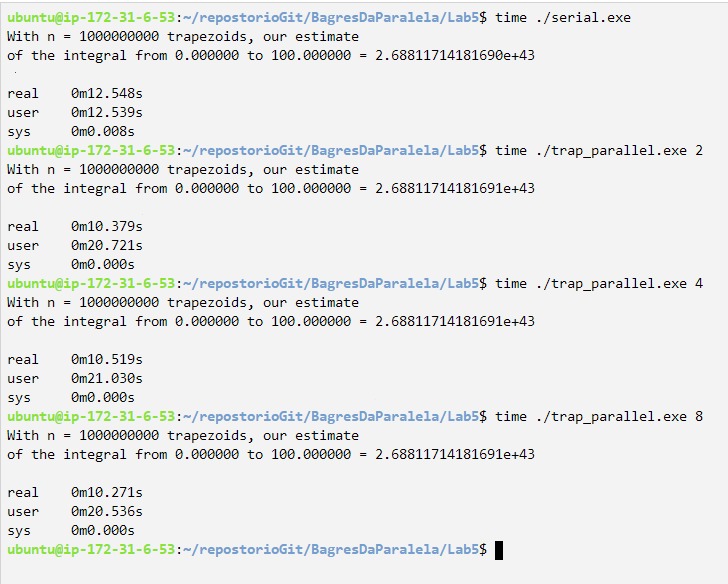 ubuntu@ip-172-31-6-53:~/repostorioGit/BagresDaParalela/Lab5$ time ./serial.exe
With n = 1000000000 trapezoids, our estimate
of the integral from 0.000000 to 100.000000 = 2.68811714181690e+43
real 0m12.548s
user 0m12.539s
sys 0m0.008s
ubuntu@ip-172-31-6-53:~/repostorioGit/BagresDaParalela/Lab5$ time ./trap_parallel.exe 2
With n = 1000000000 trapezoids, our estimate
of the integral from 0.000000 to 100.000000 = 2.68811714181691e+43
real 0m10.379s
user 0m20.721s
sys 0m0.000s
ubuntu@ip-172-31-6-53:~/repostorioGit/BagresDaParalela/Lab5$ time ./trap_parallel.exe 4
With n = 1000000000 trapezoids, our estimate
of the integral from 0.000000 to 100.000000 = 2.68811714181691e+43
real 0m10.519s
user 0m21.030s
sys 0m0.000s
ubuntu@ip-172-31-6-53:~/repostorioGit/BagresDaParalela/Lab5$ time ./trap_parallel.exe 8
With n = 1000000000 trapezoids, our estimate
of the integral from 0.000000 to 100.000000 = 2.68811714181691e+43
real 0m10.271s
user 0m20.536s
sys 0m0.000s
ubuntu@ip-172-31-6-53:~/repostorioGit/BagresDaParalela/Lab5$